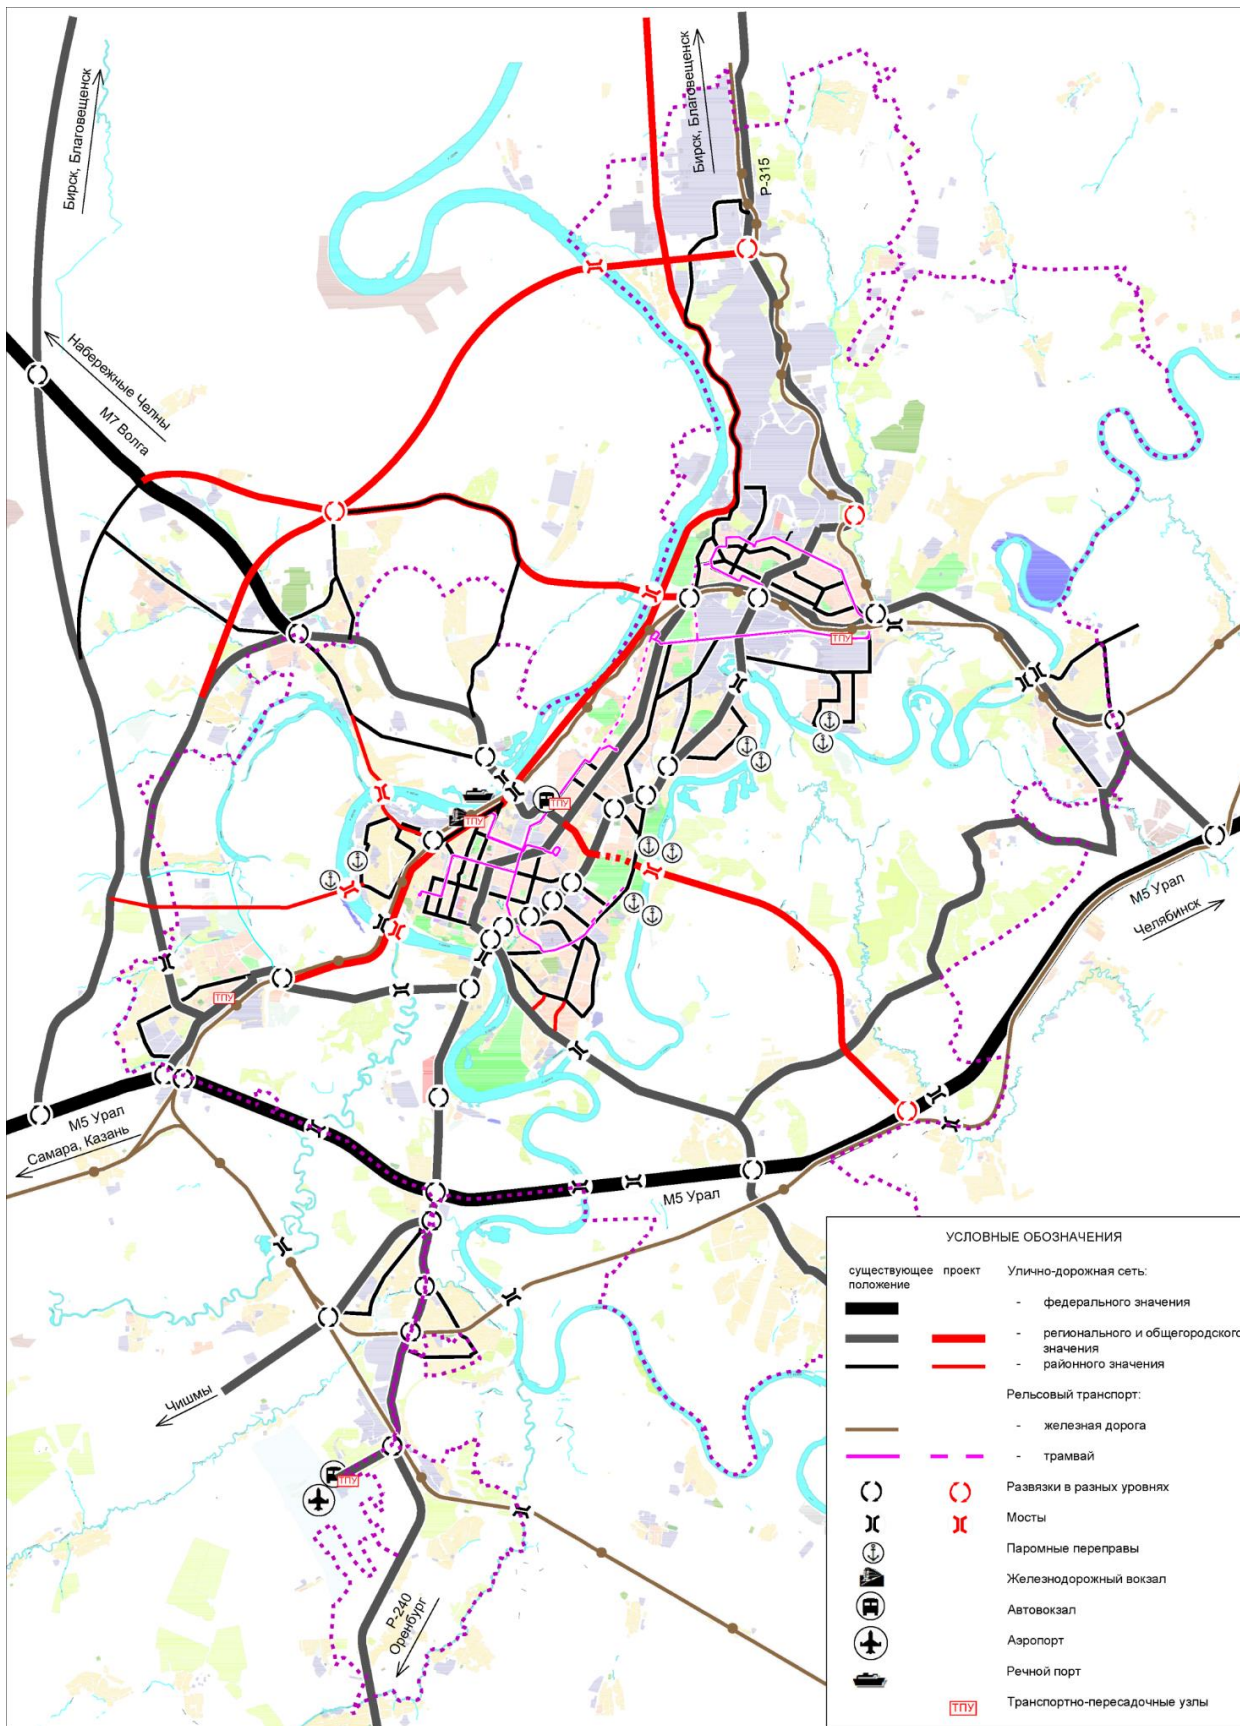 Бирск, Благовещенск
Бирск, Благовещенск
Р-315
Набережные Челны
М7 Волга
ТПУ
ТПУ
ТПУ
М5 Урал
Челябинск
ТПУ
М5 Урал
Самара, Казань
М5 Урал
Чишмы
ТПУ
Р-240
Оренбург
УСЛОВНЫЕ ОБОЗНАЧЕНИЯ
существующее положение проект Улично-дорожная сеть:
- федерального значения
- регионального и общегородского
значения
- районного значения
Рельсовый транспорт:
- железная дорога
- трамвай
Развязки в разных уровнях
Мосты
Паромные переправы
Железнодорожный вокзал
Автовокзал
Аэропорт
Речной порт
ТПУ Транспортно-пересадочные узлы